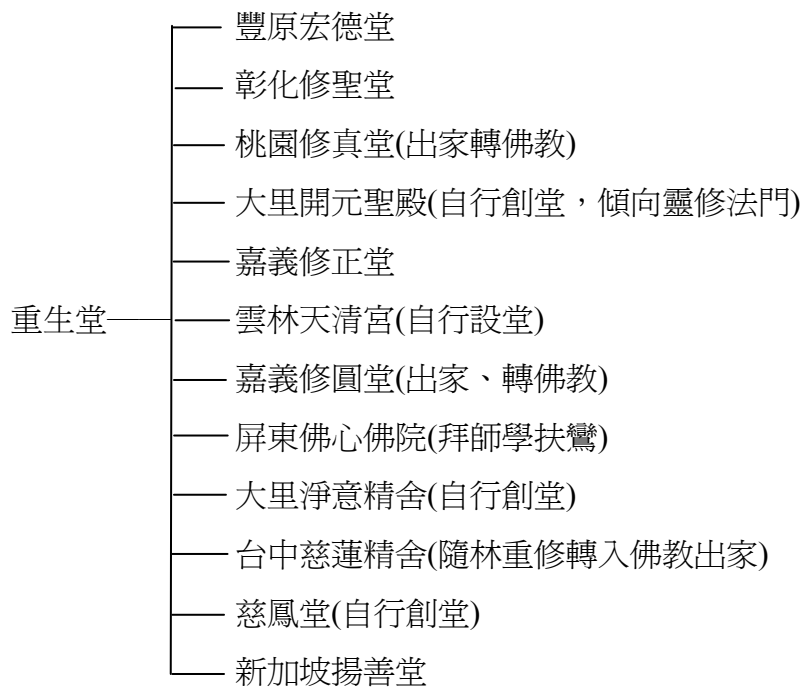 豐原宏德堂
彰化修聖堂
桃園修真堂(出家轉佛教)
大里開元聖殿(自行創堂，傾向靈修法門)
嘉義修正堂
重生堂
雲林天清宮(自行設堂)
嘉義修圓堂(出家、轉佛教)
屏東佛心佛院(拜師學扶鸞)
大里淨意精舍(自行創堂)
台中慈蓮精舍(隨林重修轉入佛教出家)
慈鳳堂(自行創堂)
新加坡揚善堂